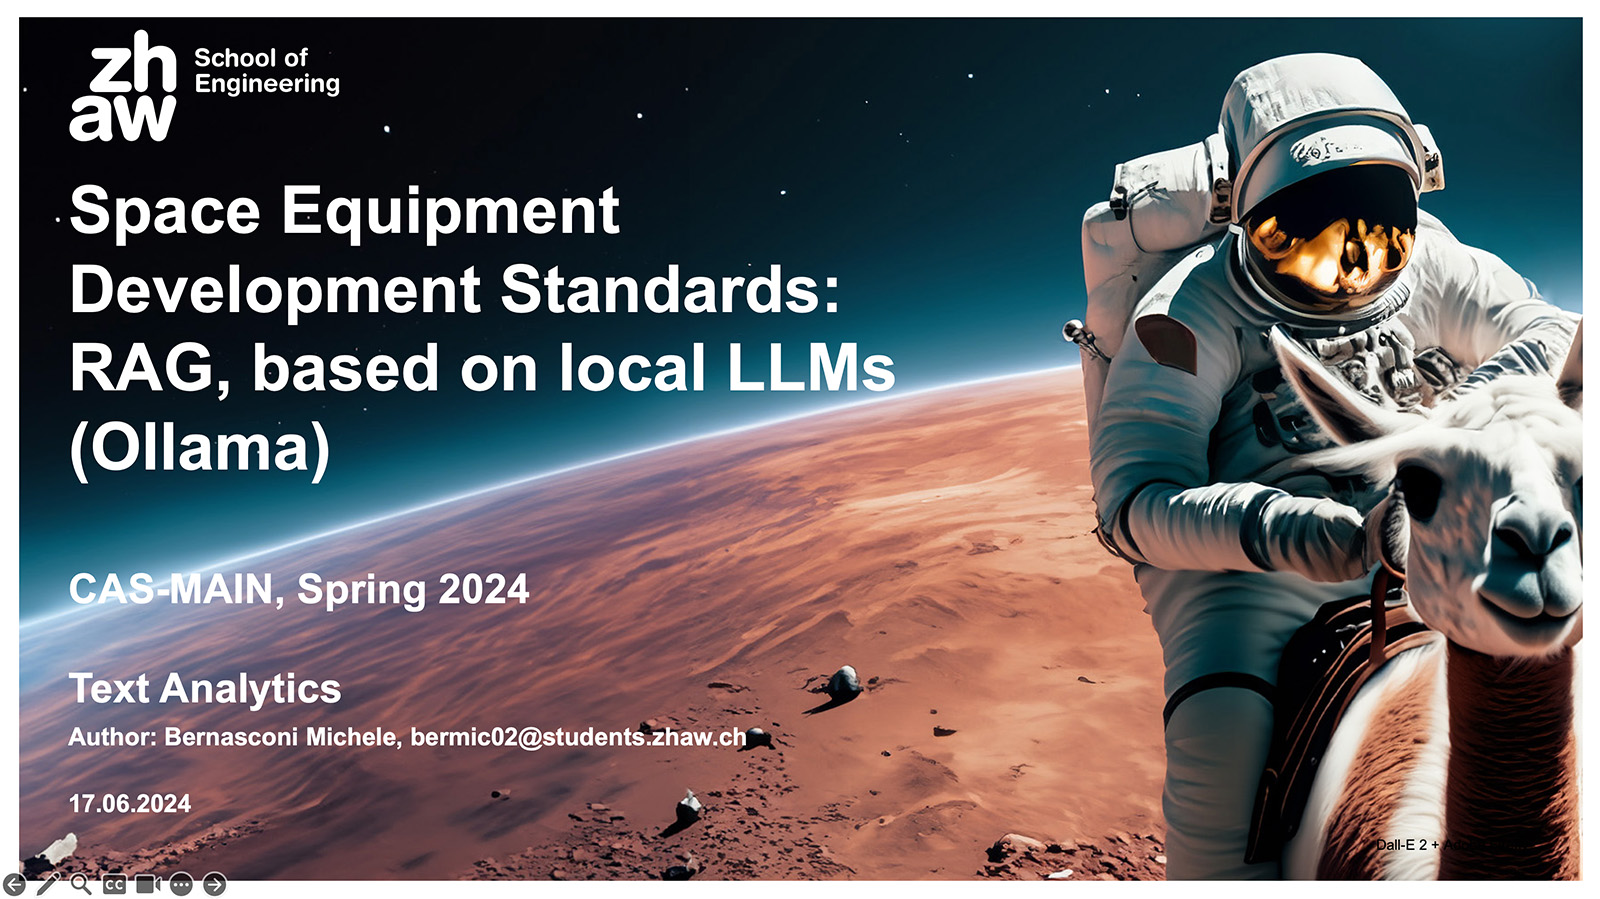 zh
aw
School of
Engineering
Space Equipment
Development Standards:
RAG, based on local LLMs
(Ollama)
CAS-MAIN, Spring 2024
Text Analytics
Author: Bernasconi Michele, bermic02@students.zhaw.ch
17.06.2024
Dall-E 2 +
CC